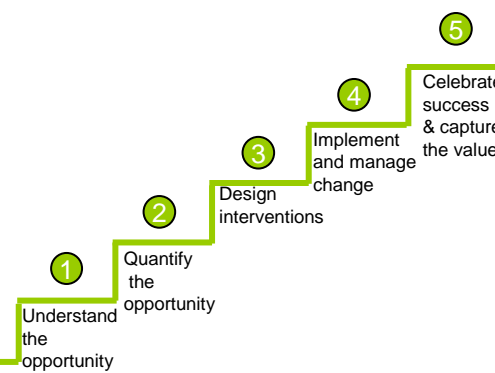 1
Understand
the
opportunity
2
Quantify
the
opportunity
3
Design
interventions
4
Implement
and manage
change
5
Celebrate
success
& capture
the value